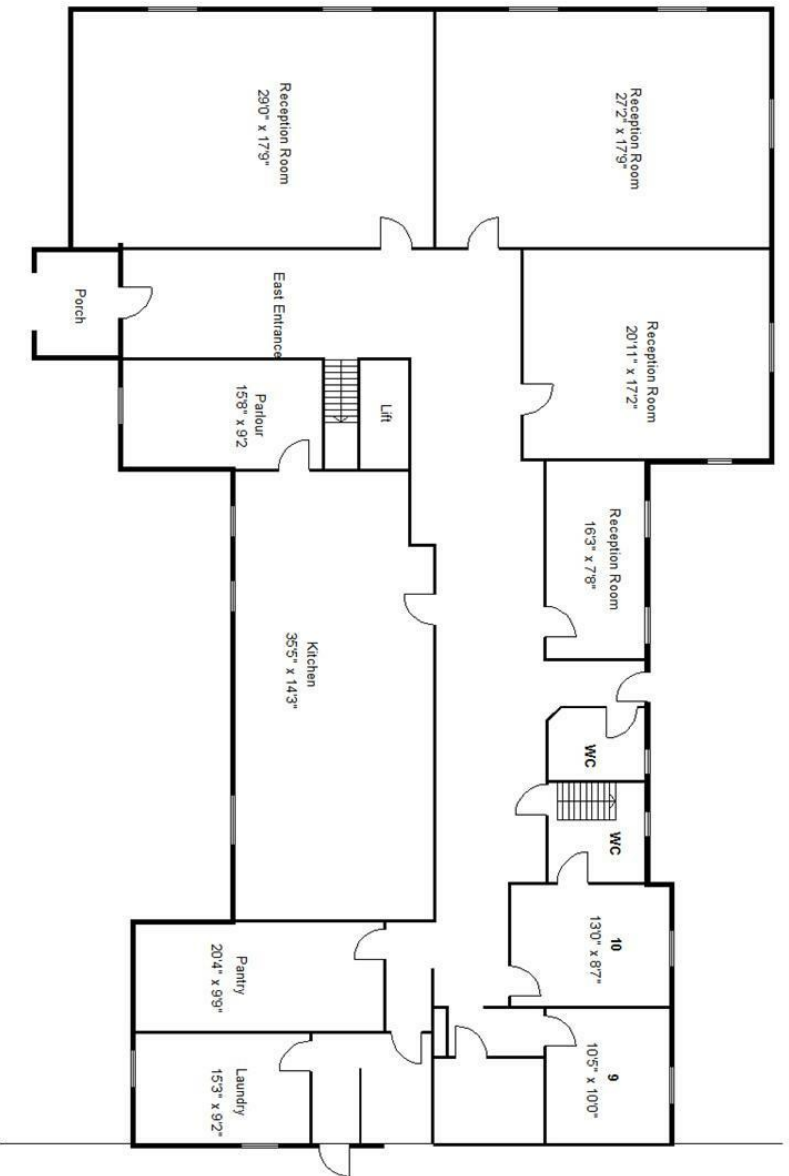 Reception Room
29'0" x 17'9"
Reception Room
27'2" x 17'9"
Porch
East Entrance
Reception Room
20'11" x 17'2"
Parlour
15'8" x 9'2
Lift
Reception Room
16'3" x 7'8"
Kitchen
35'5" x 14'3"
WC
WC
10
13'0" x 8'7"
Pantry
20'4" x 9'9"
9
10'5" x 10'0"
Laundry
15'3" x 9'2"